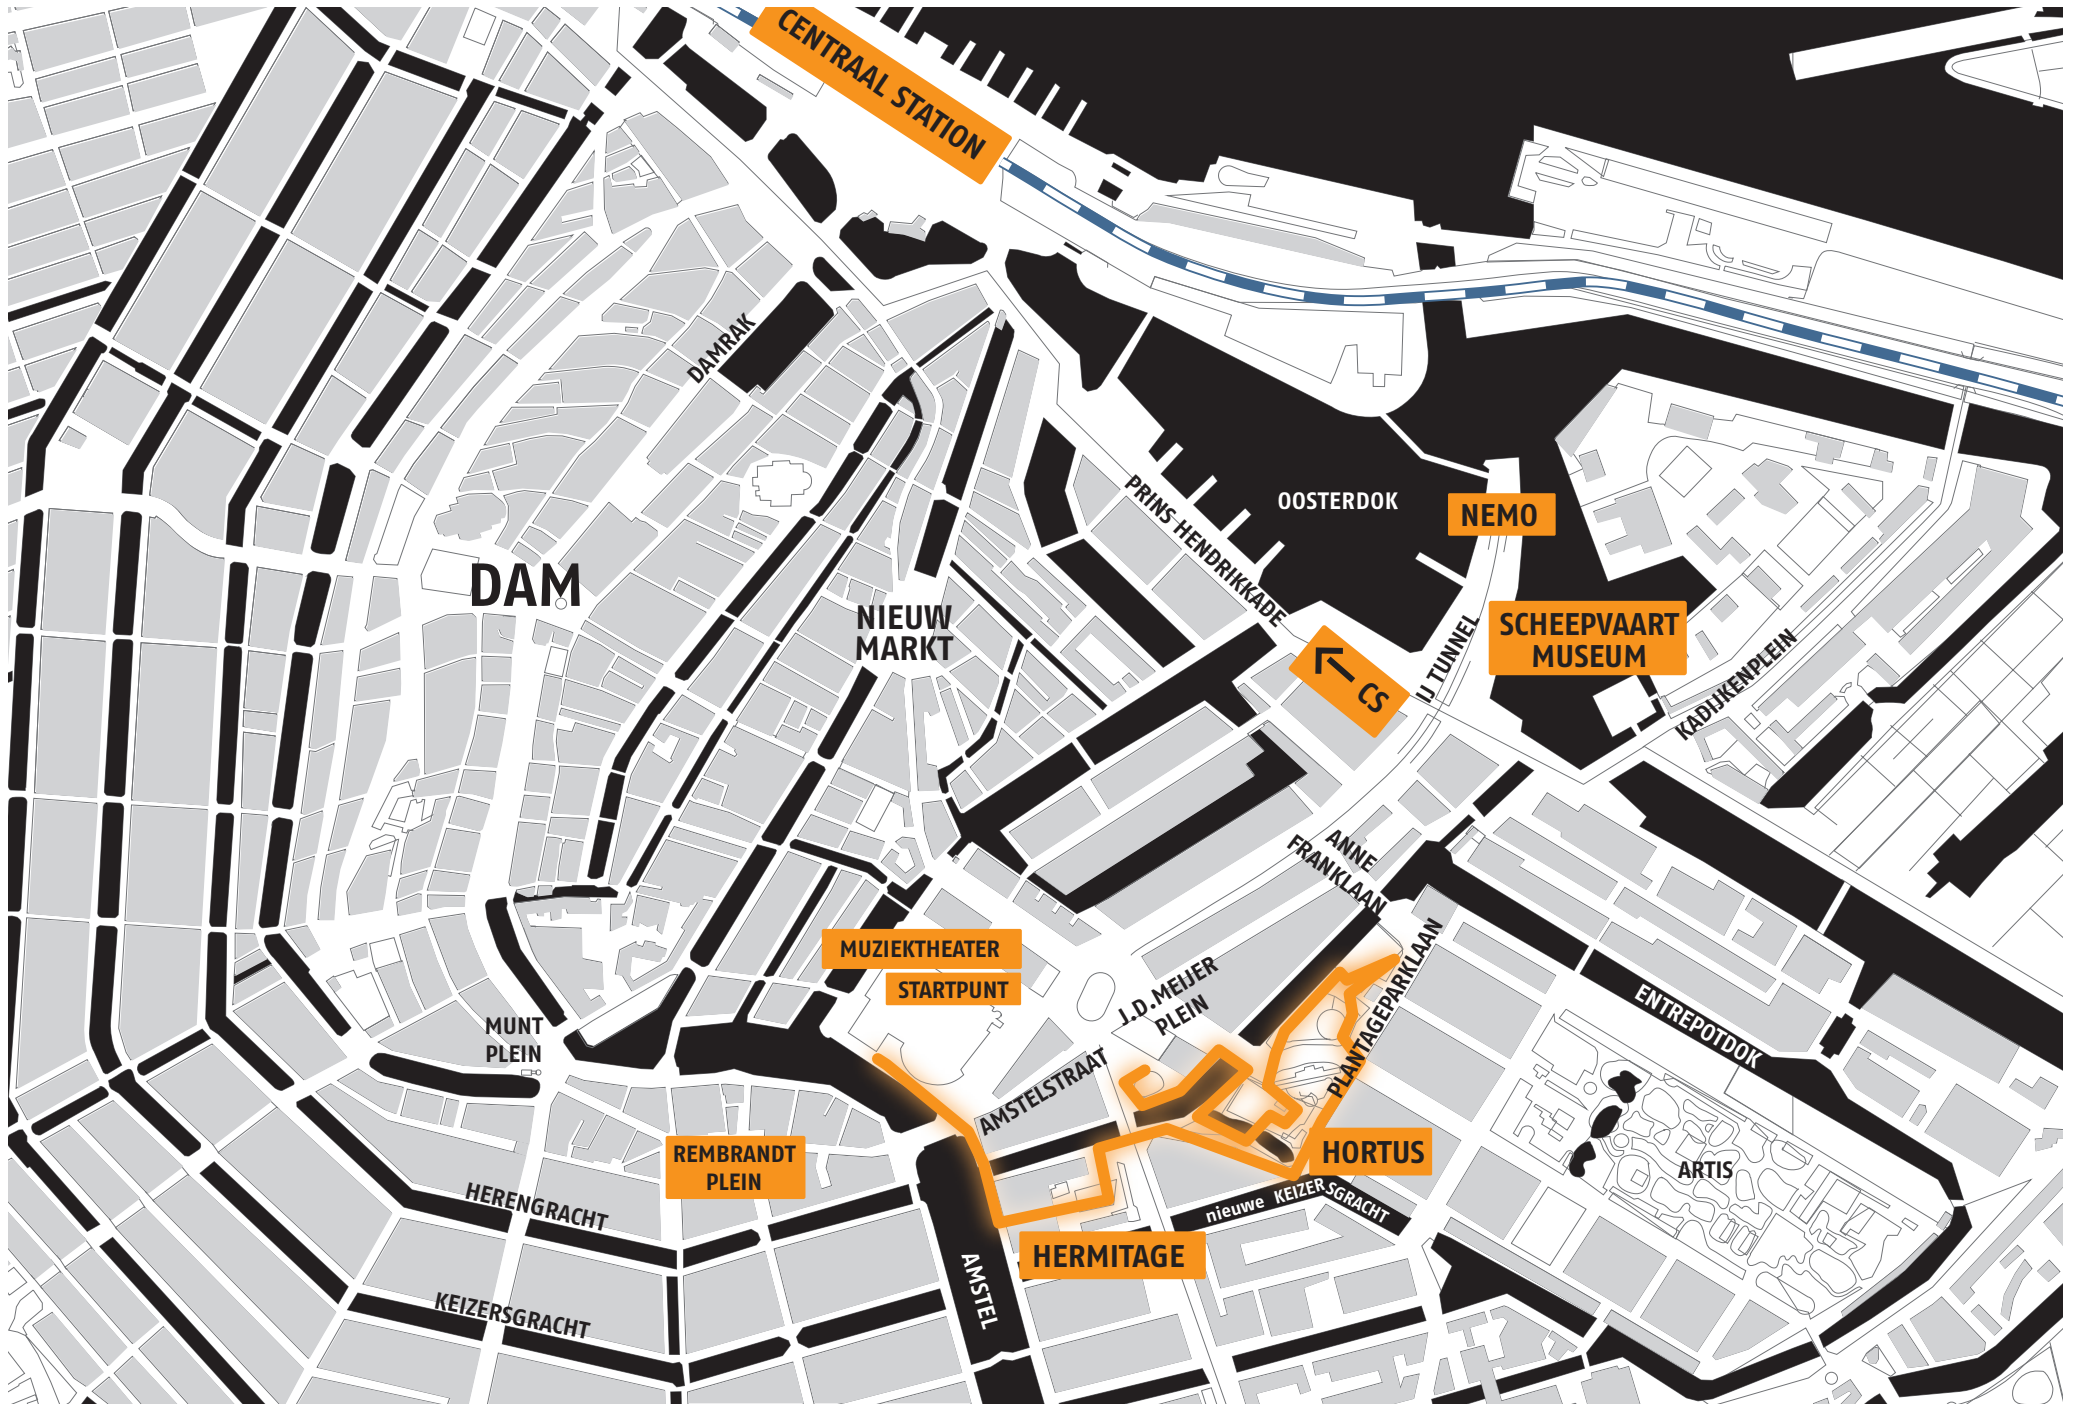 CENTRAAL STATION
DAMRAK
PRINS HENDRIKKADE
OOSTERDOK
NEMO
DAM
NIEUW
MARKT
SCHEEPVAART
MUSEUM
IJ TUNNEL
CS
KADIJKENPLEIN
ANNE
FRANKLAAN
MUZIEKTHEATER
STARTPUNT
J.D.MEIJER
PLEIN
PLANTAGEPARKLAAN
ENTREPOTDOK
MUNT
PLEIN
AMSTELSTRAAT
REMBRANDT
PLEIN
HORTUS
ARTIS
HERENGRACHT
nieuwe KEIZERSGRACHT
HERMITAGE
AMSTEL
KEIZERSGRACHT